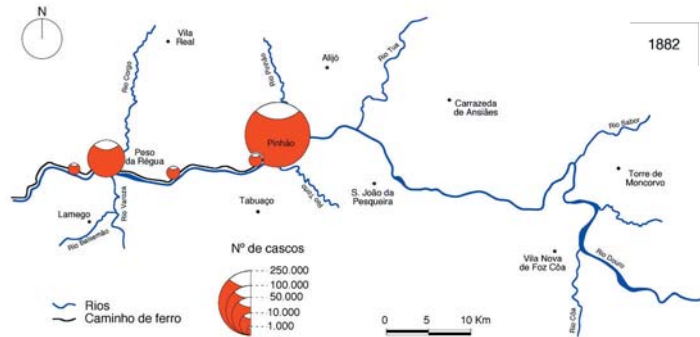 N
1882
Vila
Real
Alijó
Rio Corgo
Rio Pinhão
Rio Tua
Carrazeda
de Ansiães
Rio Sabor
Peso
da Régua
Pinhão
Torre de
Moncorvo
S. João da
Pesqueira
Rio Varoza
Tabuaço
Lamego
Rio Balsemão
Vila Nova
de Foz Côa
Rio Douro
Rio Côa
Nº de cascos
250.000
100.000
50.000
10.000
1.000
Rios
Caminho de ferro
0 5 10 Km